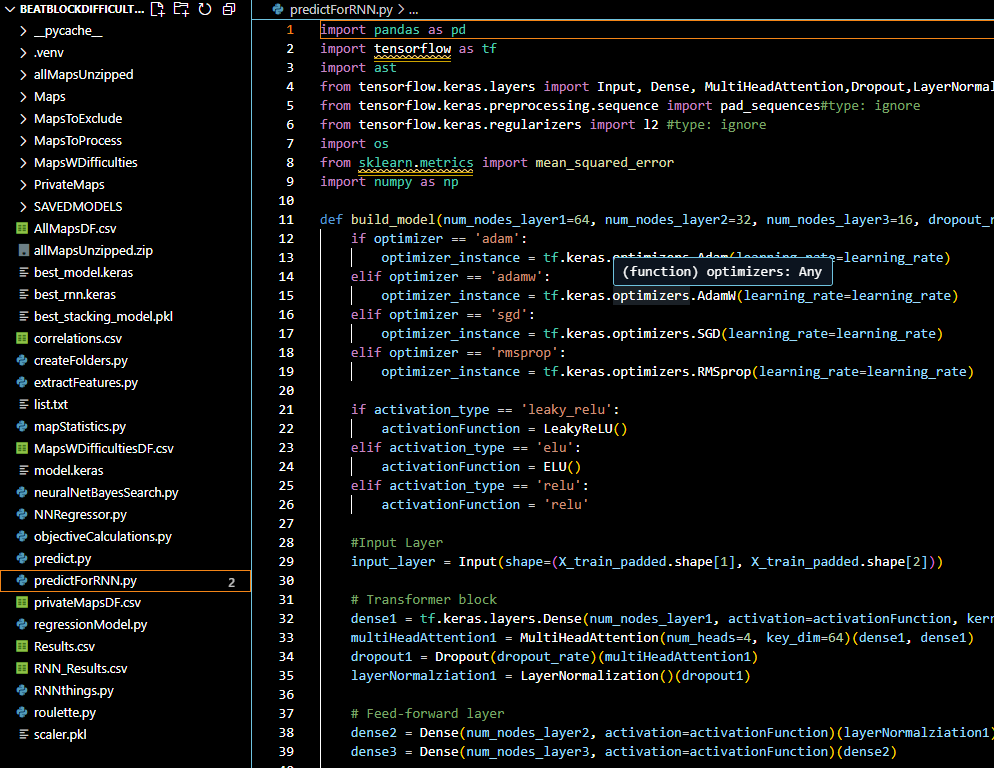 BEATBLOCKDIFFICULT...
__pycache__
.venv
allMapsUnzipped
Maps
MapsToExclude
MapsToProcess
MapsWDifficulties
PrivateMaps
SAVEDMODELS
AllMapsDF.csv
allMapsUnzipped.zip
best_model.keras
best_rnn.keras
best_stacking_model.pkl
correlations.csv
createFolders.py
extractFeatures.py
list.txt
mapStatistics.py
MapsWDifficultiesDF.csv
model.keras
neuralNetBayesSearch.py
NNRegressor.py
objectiveCalculations.py
predict.py
predictForRNN.py 2
privateMapsDF.csv
regressionModel.py
Results.csv
RNN_Results.csv
RNNthings.py
roulette.py
scaler.pkl
predictForRNN.py > ...
1 import pandas as pd
2 import tensorflow as tf
3 import ast
4 from tensorflow.keras.layers import Input, Dense, MultiHeadAttention,Dropout,LayerNormal
5 from tensorflow.keras.preprocessing.sequence import pad_sequences#type: ignore
6 from tensorflow.keras.regularizers import l2 #type: ignore
7 import os
8 from sklearn.metrics import mean_squared_error
9 import numpy as np
10
11 def build_model(num_nodes_layer1=64, num_nodes_layer2=32, num_nodes_layer3=16, dropout_r
12 if optimizer == 'adam':
13 optimizer_instance = tf.keras.optimizers.Adam(learning_rate=learning_rate)
(function) optimizers: Any
14 elif optimizer == 'adamw':
15 optimizer_instance = tf.keras.optimizers.AdamW(learning_rate=learning_rate)
16 elif optimizer == 'sgd':
17 optimizer_instance = tf.keras.optimizers.SGD(learning_rate=learning_rate)
18 elif optimizer == 'rmsprop':
19 optimizer_instance = tf.keras.optimizers.RMSprop(learning_rate=learning_rate)
20
21 if activation_type == 'leaky_relu':
22 activationFunction = LeakyReLU()
23 elif activation_type == 'elu':
24 activationFunction = ELU()
25 elif activation_type == 'relu':
26 activationFunction = 'relu'
27
28 #Input Layer
29 input_layer = Input(shape=(X_train_padded.shape[1], X_train_padded.shape[2]))
30
31 # Transformer block
32 dense1 = tf.keras.layers.Dense(num_nodes_layer1, activation=activationFunction, kern
33 multiHeadAttention1 = MultiHeadAttention(num_heads=4, key_dim=64)(dense1, dense1)
34 dropout1 = Dropout(dropout_rate)(multiHeadAttention1)
35 layerNormalziation1 = LayerNormalization()(dropout1)
36
37 # Feed-forward layer
38 dense2 = Dense(num_nodes_layer2, activation=activationFunction)(layerNormalziation1)
39 dense3 = Dense(num_nodes_layer3, activation=activationFunction)(dense2)